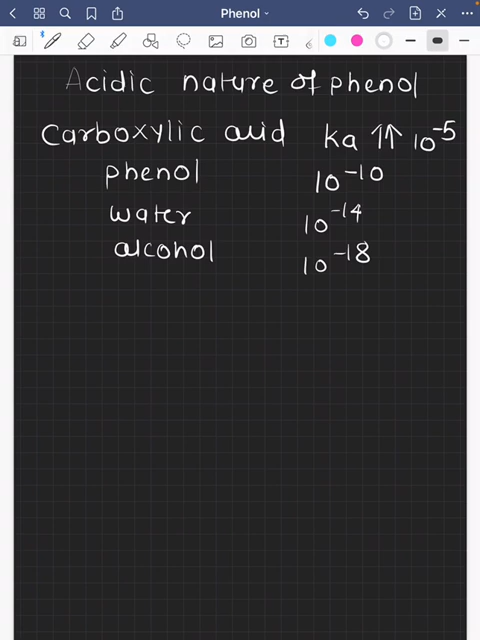 Phenol
Acidic nature of phenol
Carboxylic acid ka ↑↑ 10⁻⁵
phenol 10⁻¹⁰
water 10⁻¹⁴
alcohol 10⁻¹⁸